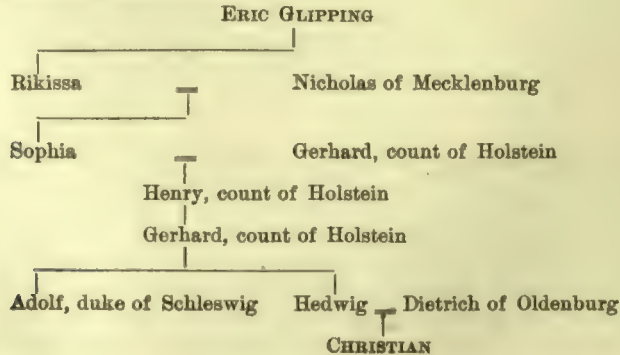 ERIC GLIPPING
Rikissa Nicholas of Mecklenburg
Sophia Gerhard, count of Holstein
Henry, count of Holstein
Gerhard, count of Holstein
Adolf, duke of Schleswig Hedwig Dietrich of Oldenburg
CHRISTIAN